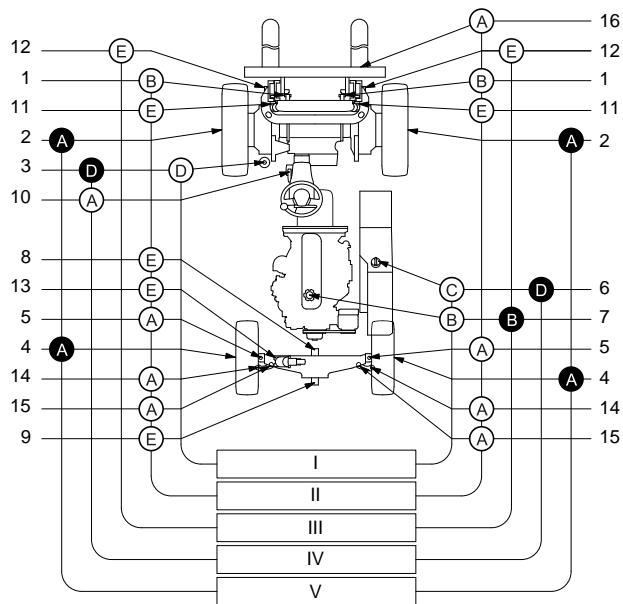 A 16
12 E E 12
1 B B 1
11 E E 11
2 A A 2
3 D D
10 A
8 E
13 E C D 6
5 A B B 7
4 A A 5
14 A A 4
15 A A 14
9 E A 15
I
II
III
IV
V